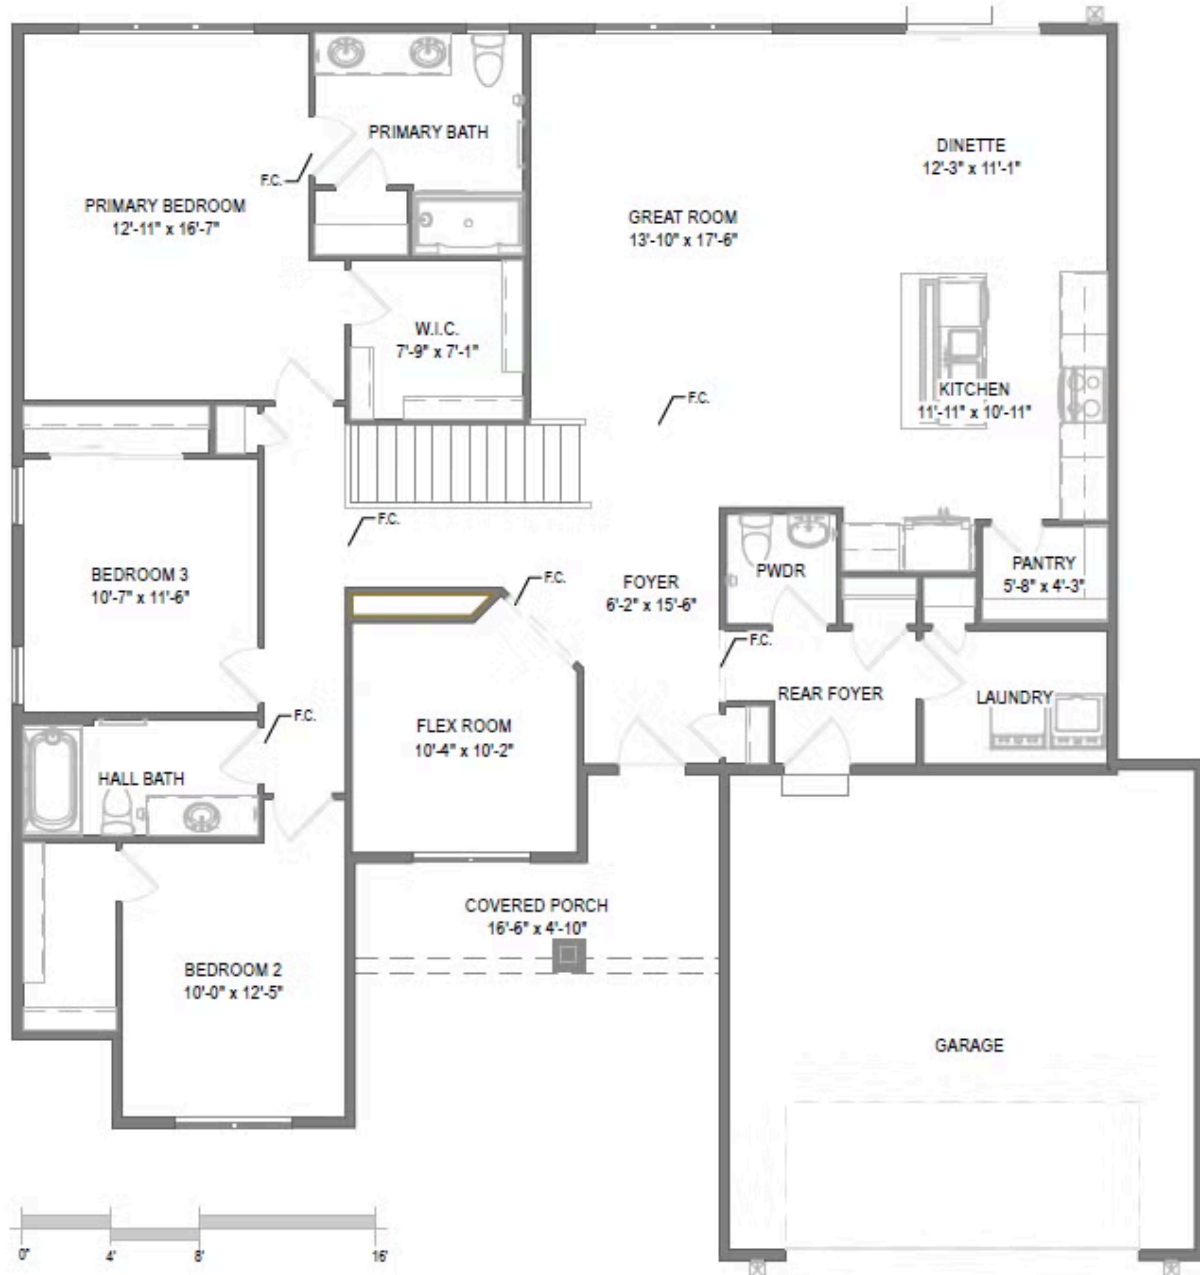 PRIMARY BATH
DINETTE
12'-3" x 11'-1"
F.C.
PRIMARY BEDROOM
12'-11" x 16'-7"
GREAT ROOM
13'-10" x 17'-6"
W.I.C.
7'-9" x 7'-1"
F.C.
KITCHEN
11'-11" x 10'-11"
F.C.
BEDROOM 3
10'-7" x 11'-6"
F.C.
FOYER
6'-2" x 15'-6"
PWDR
PANTRY
5'-8" x 4'-3"
F.C.
REAR FOYER
LAUNDRY
F.C.
FLEX ROOM
10'-4" x 10'-2"
HALL BATH
COVERED PORCH
16'-6" x 4'-10"
BEDROOM 2
10'-0" x 12'-5"
GARAGE
0"
4'
8'
16'